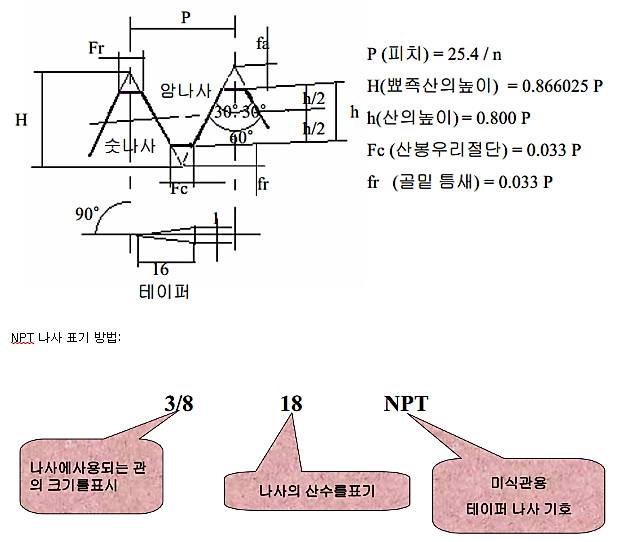 P
Fr
fa
P (피치) = 25.4 / n
암나사
H(뾰죡산의높이) = 0.866025 P
h/2
H
30° 30°
h
h(산의높이) = 0.800 P
숫나사
h/2
60°
Fc (산봉우리절단) = 0.033 P
Fc
fr
fr (골밑 틈새) = 0.033 P
90°
1
16
테이퍼
NPT 나사 표기 방법:
3/8 18 NPT
나사에사용되는 관
의 크기를표시
나사의 산수를표기
미식관용
테이퍼 나사 기호